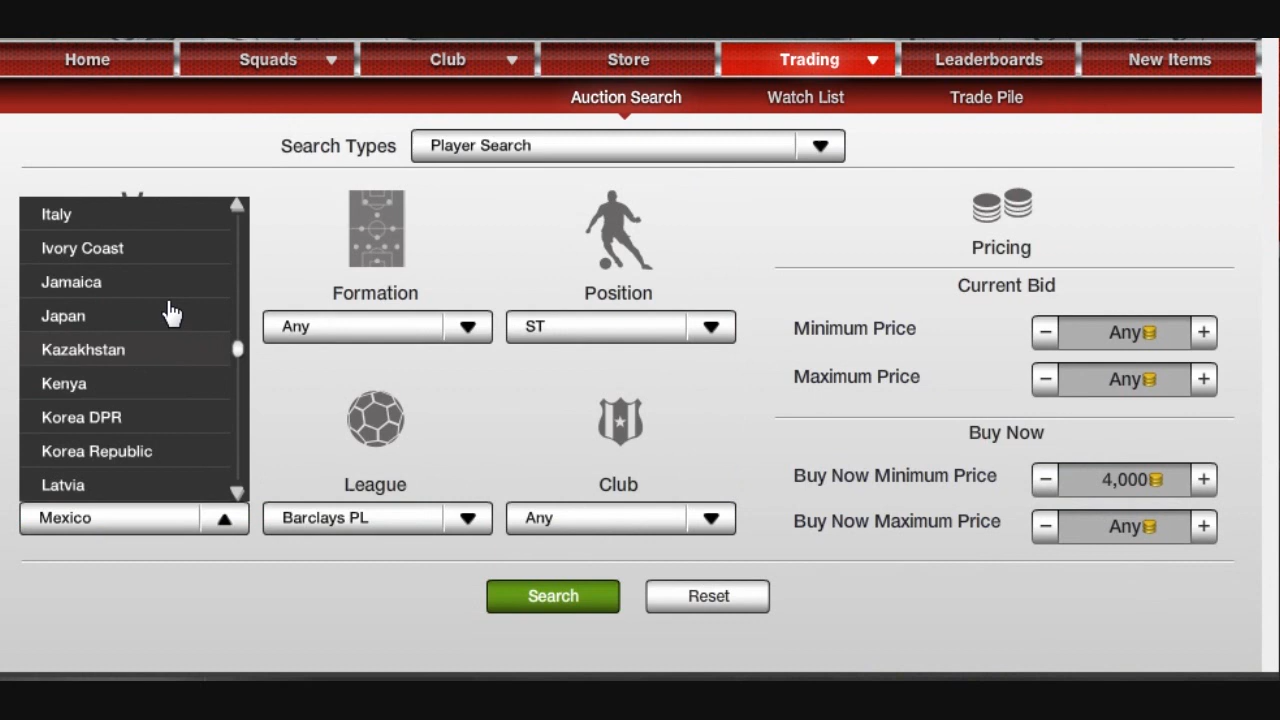 Home Squads Club Store Trading Leaderboards New Items
Auction Search Watch List Trade Pile
Search Types Player Search
Italy
Ivory Coast
Jamaica
Japan
Kazakhstan
Kenya
Korea DPR
Korea Republic
Latvia
Mexico
Formation
Any
Position
ST
League
Barclays PL
Club
Any
Pricing
Current Bid
Minimum Price - Any +
Maximum Price - Any +
Buy Now
Buy Now Minimum Price - 4,000 +
Buy Now Maximum Price - Any +
Search Reset